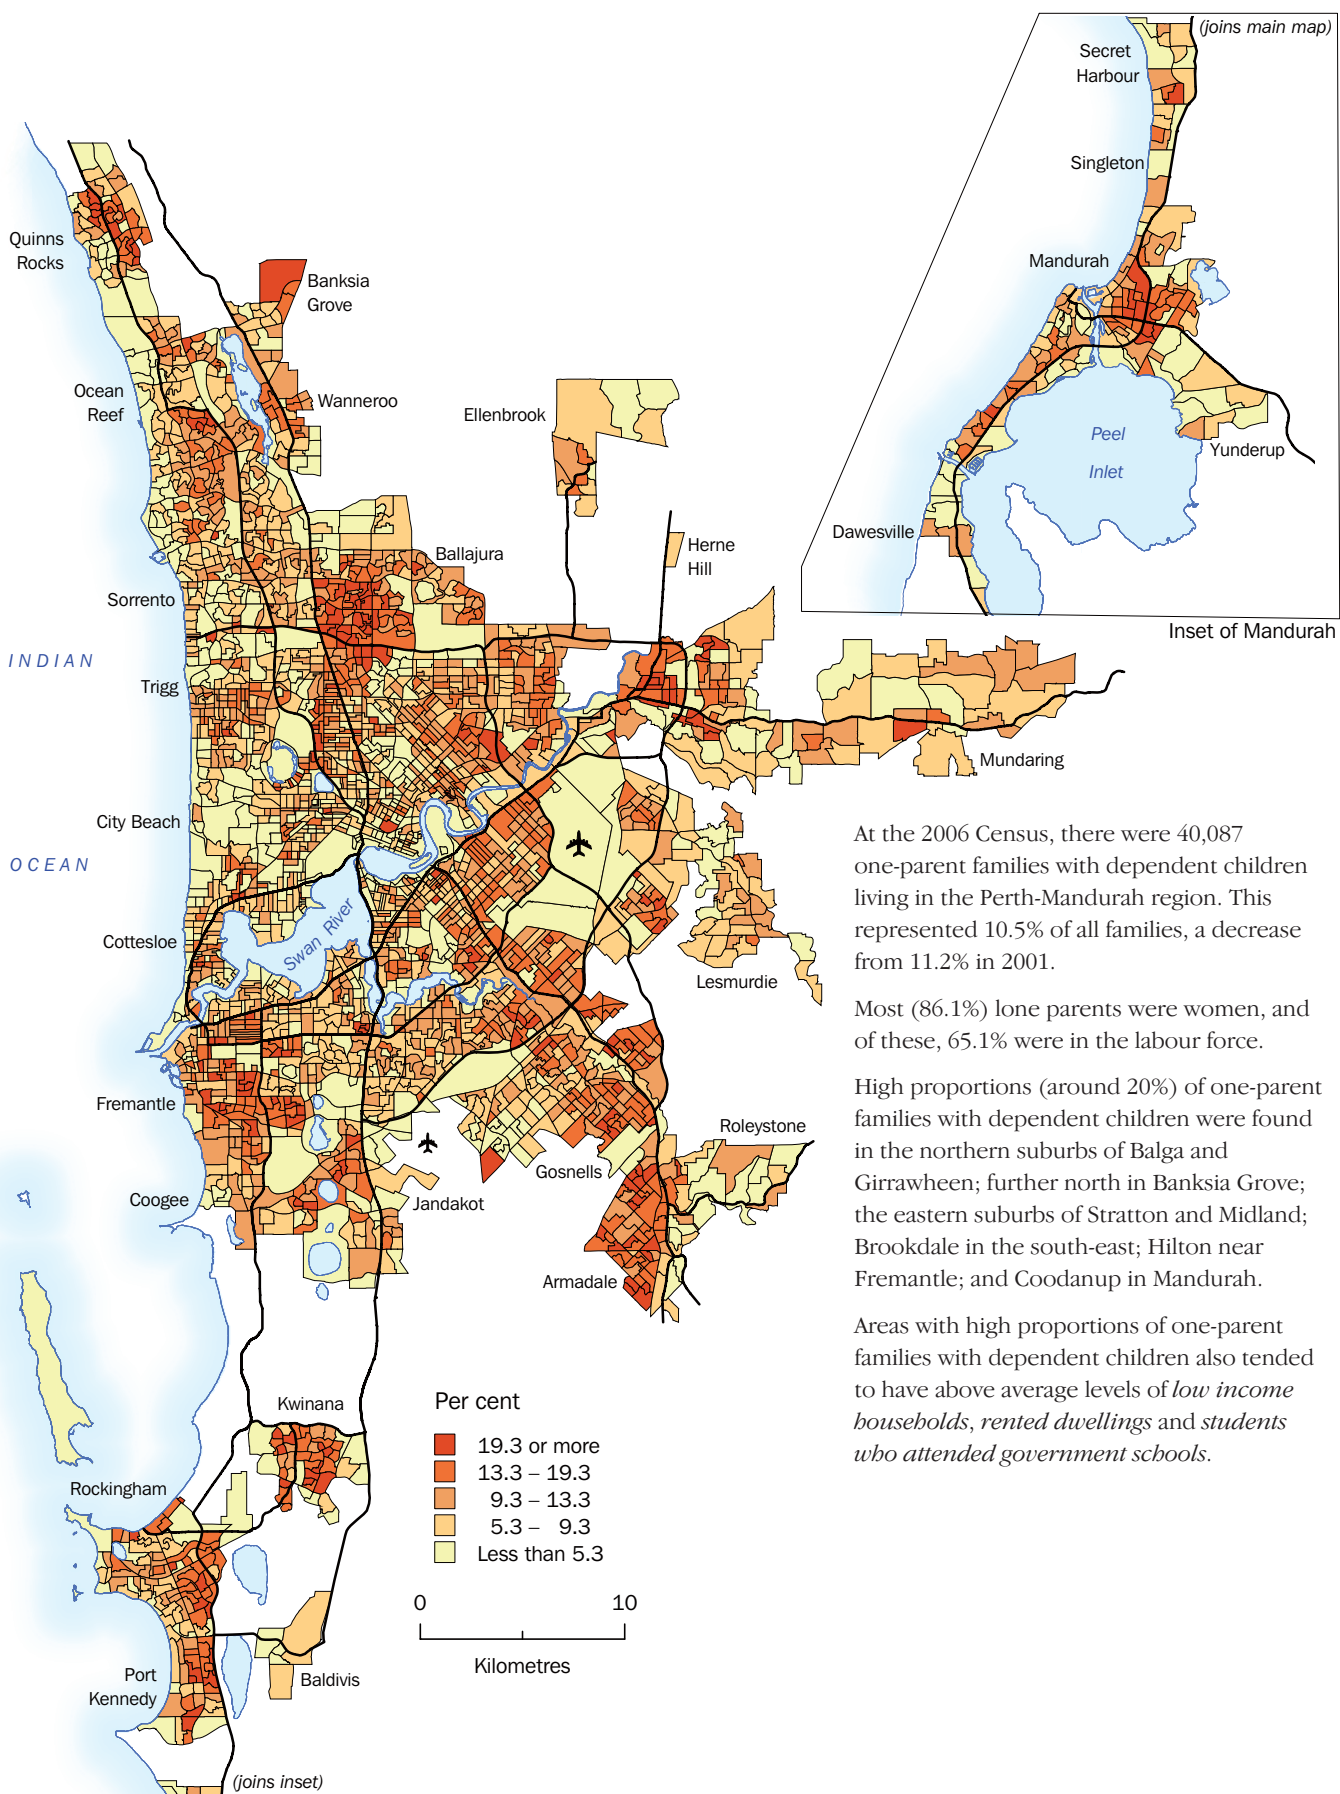 (joins main map)
Secret
Harbour
Singleton
Mandurah
Peel
Inlet
Yunderup
Dawesville
Inset of Mandurah
Quinns
Rocks
Banksia
Grove
Ocean
Reef
Wanneroo
Ellenbrook
Ballajura
Herne
Hill
Sorrento
INDIAN
Trigg
Mundaring
City Beach
OCEAN
Swan River
Cottesloe
Lesmurdie
Fremantle
Roleystone
Gosnells
Coogee
Jandakot
Armadale
Kwinana
Rockingham
Port
Kennedy
Baldivis
(joins inset)
At the 2006 Census, there were 40,087
one-parent families with dependent children
living in the Perth-Mandurah region. This
represented 10.5% of all families, a decrease
from 11.2% in 2001.
Most (86.1%) lone parents were women, and
of these, 65.1% were in the labour force.
High proportions (around 20%) of one-parent
families with dependent children were found
in the northern suburbs of Balga and
Girrawheen; further north in Banksia Grove;
the eastern suburbs of Stratton and Midland;
Brookdale in the south-east; Hilton near
Fremantle; and Coodanup in Mandurah.
Areas with high proportions of one-parent
families with dependent children also tended
to have above average levels of low income
households, rented dwellings and students
who attended government schools.
Per cent
19.3 or more
13.3 – 19.3
9.3 – 13.3
5.3 – 9.3
Less than 5.3
0 10
Kilometres